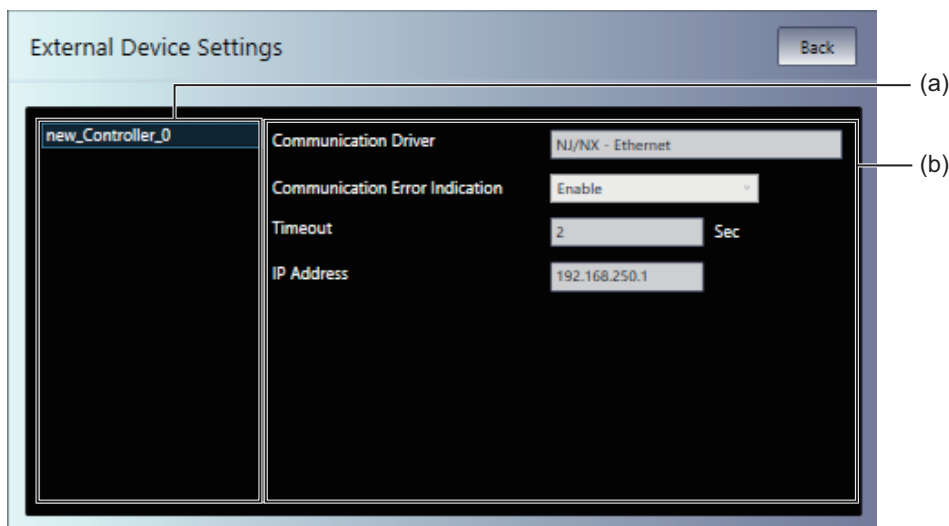 External Device Settings
Back
(a)
new_Controller_0
Communication Driver
NJ/NX - Ethernet
(b)
Communication Error Indication
Enable
Timeout
2
Sec
IP Address
192.168.250.1